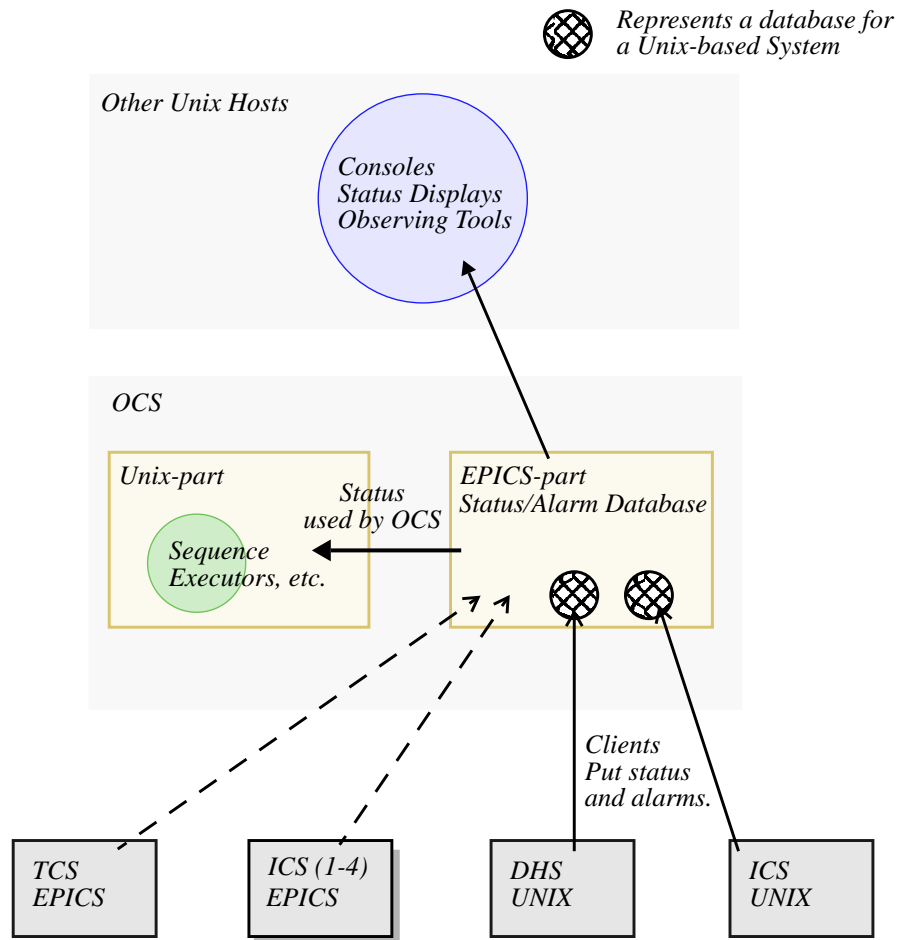 Represents a database for
a Unix-based System
Other Unix Hosts
Consoles
Status Displays
Observing Tools
OCS
Unix-part
EPICS-part
Status/Alarm Database
Status
used by OCS
Sequence
Executors, etc.
Clients
Put status
and alarms.
TCS
EPICS
ICS (1-4)
EPICS
DHS
UNIX
ICS
UNIX